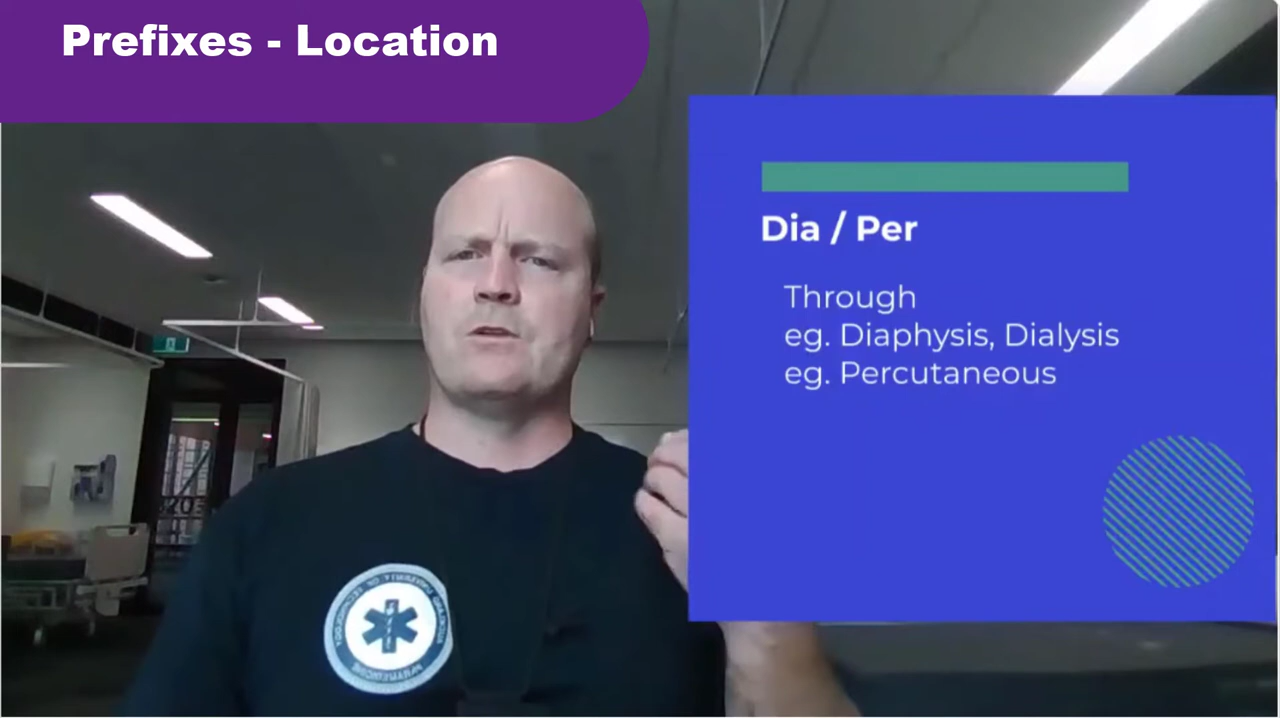 Prefixes - Location
Dia / Per
Through
eg. Diaphysis, Dialysis
eg. Percutaneous